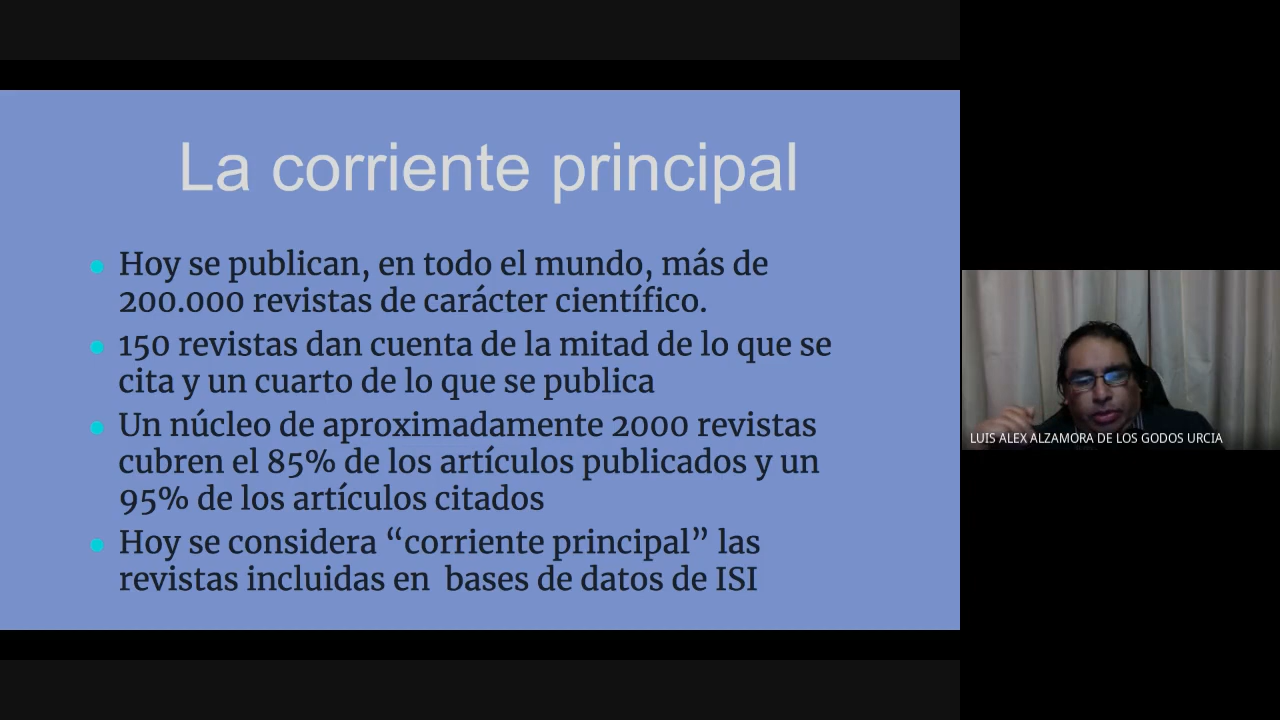 La corriente principal
Hoy se publican, en todo el mundo, más de
200.000 revistas de carácter científico.
150 revistas dan cuenta de la mitad de lo que se
cita y un cuarto de lo que se publica
Un núcleo de aproximadamente 2000 revistas
cubren el 85% de los artículos publicados y un
95% de los artículos citados
Hoy se considera “corriente principal” las
revistas incluidas en  bases de datos de ISI
LUIS ALEX ALZAMORA DE LOS GODOS URCIA